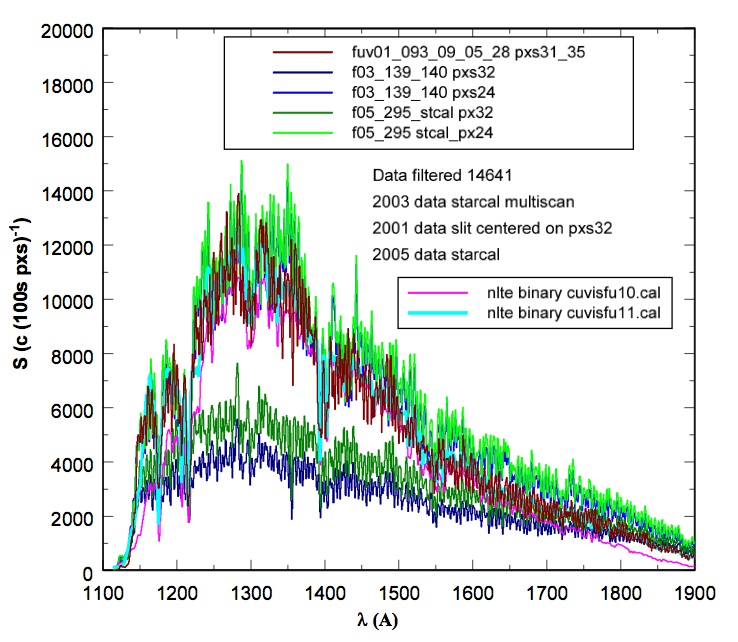 20000
18000
16000
14000
12000
10000
8000
6000
4000
2000
0
S (c (100s pxs)-1)
fuv01_093_09_05_28 pxs31_35
f03_139_140 pxs32
f03_139_140 pxs24
f05_295_stcal px32
f05_295 stcal_px24
Data filtered 14641
2003 data starcal multiscan
2001 data slit centered on pxs32
2005 data starcal
nlte binary cuvisfu10.cal
nlte binary cuvisfu11.cal
1100 1200 1300 1400 1500 1600 1700 1800 1900
λ (A)